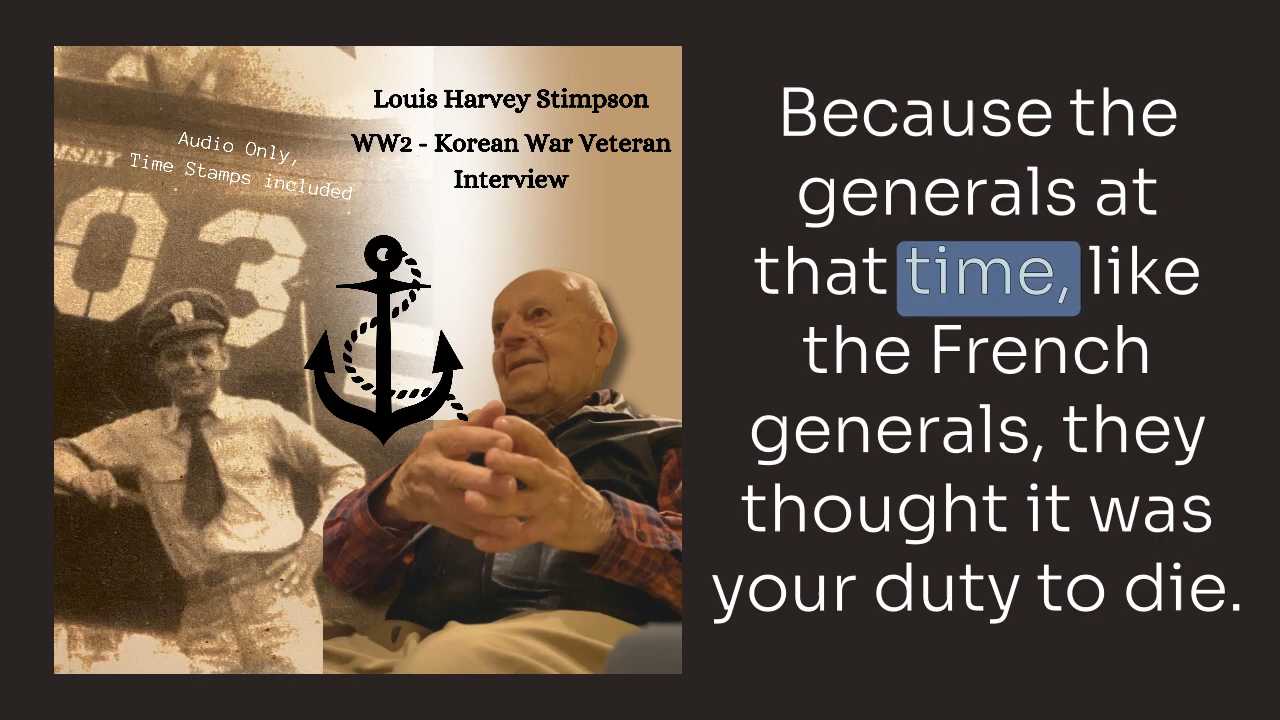 Louis Harvey Stimpson
WW2 - Korean War Veteran
Interview
Audio Only,
Time Stamps included
03
Because the
generals at
that time, like
the French
generals, they
thought it was
your duty to die.